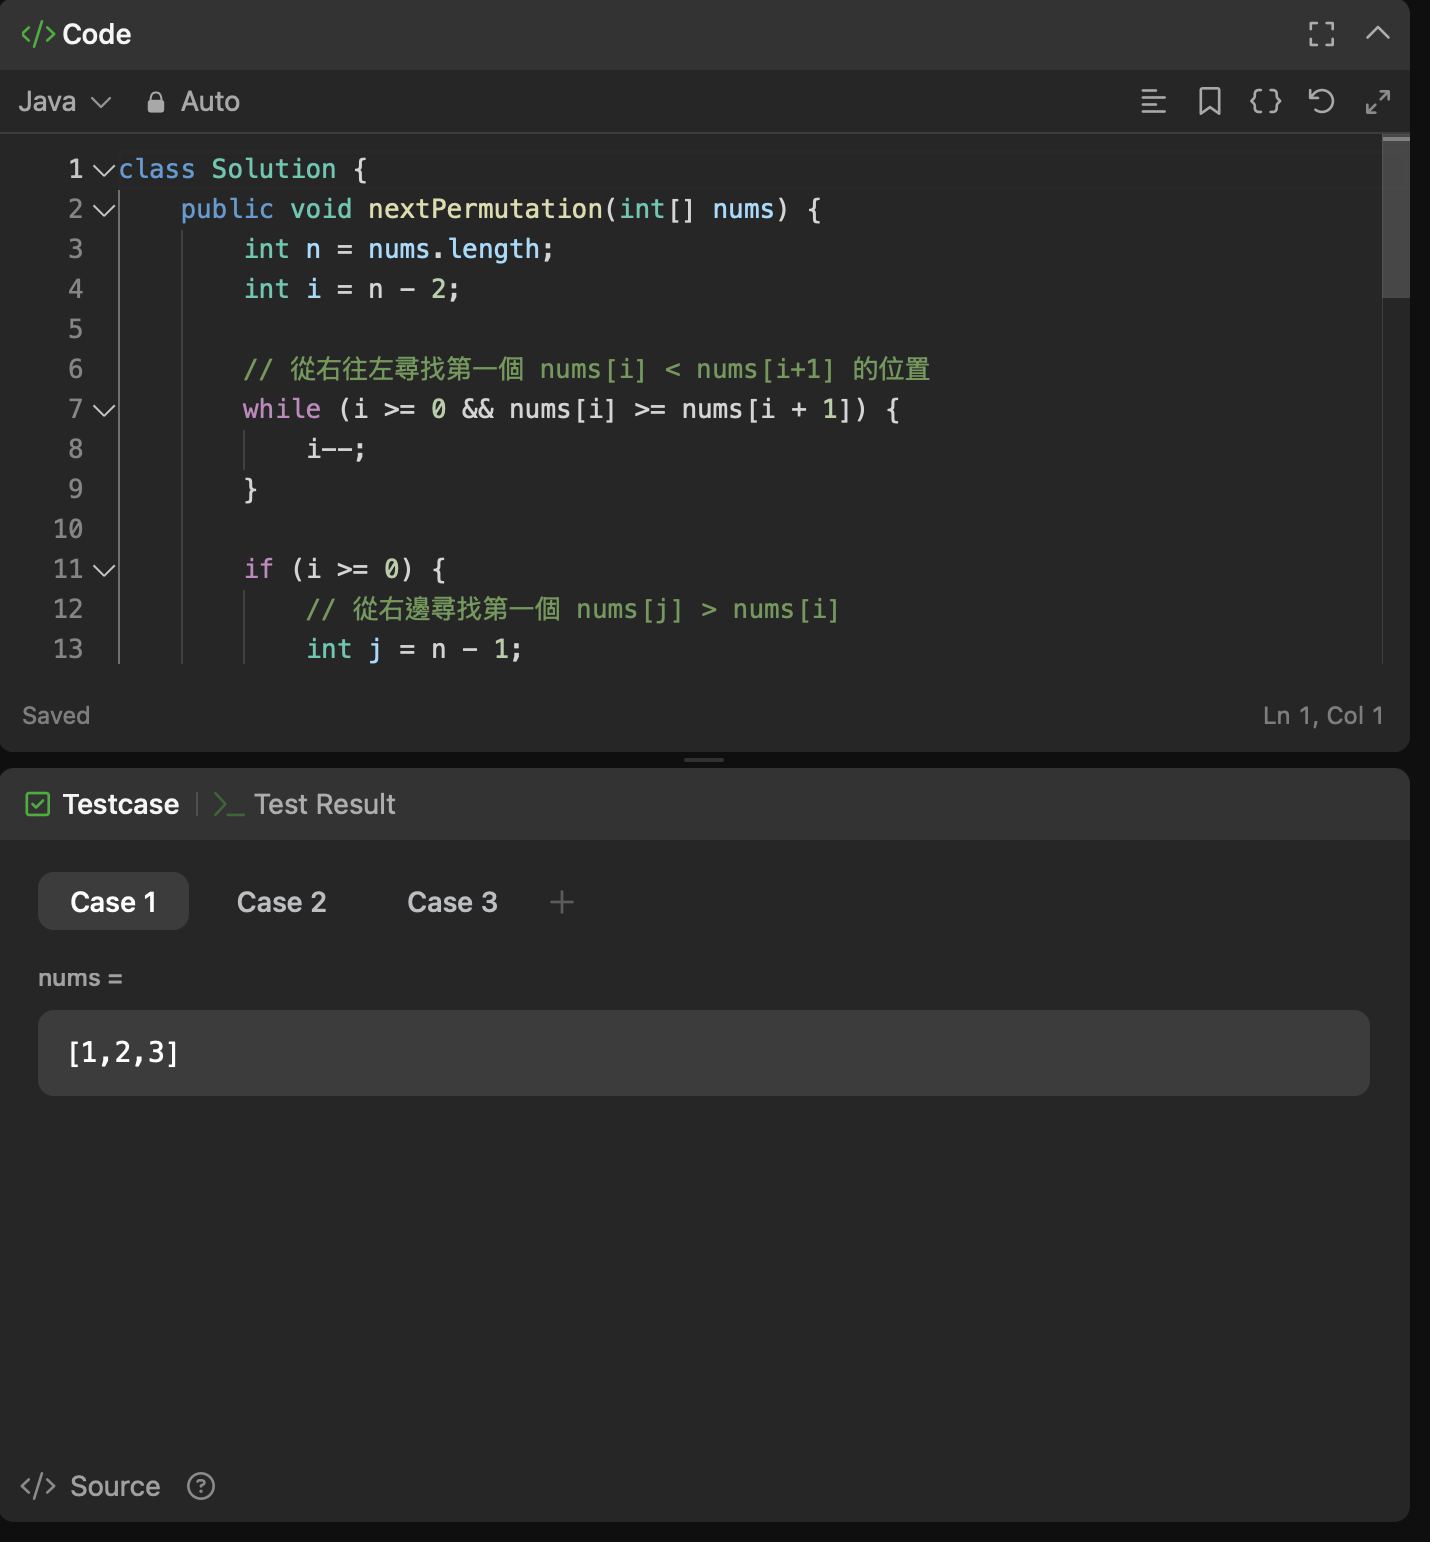 </> Code
Java Auto {}
1 class Solution {
2     public void nextPermutation(int[] nums) {
3         int n = nums.length;
4         int i = n - 2;
5
6         // 從右往左尋找第一個 nums[i] < nums[i+1] 的位置
7         while (i >= 0 && nums[i] >= nums[i + 1]) {
8             i--;
9         }
10
11         if (i >= 0) {
12             // 從右邊尋找第一個 nums[j] > nums[i]
13             int j = n - 1;
Saved Ln 1, Col 1
Testcase | >_ Test Result
Case 1 Case 2 Case 3 +
nums =
[1,2,3]
</> Source ?